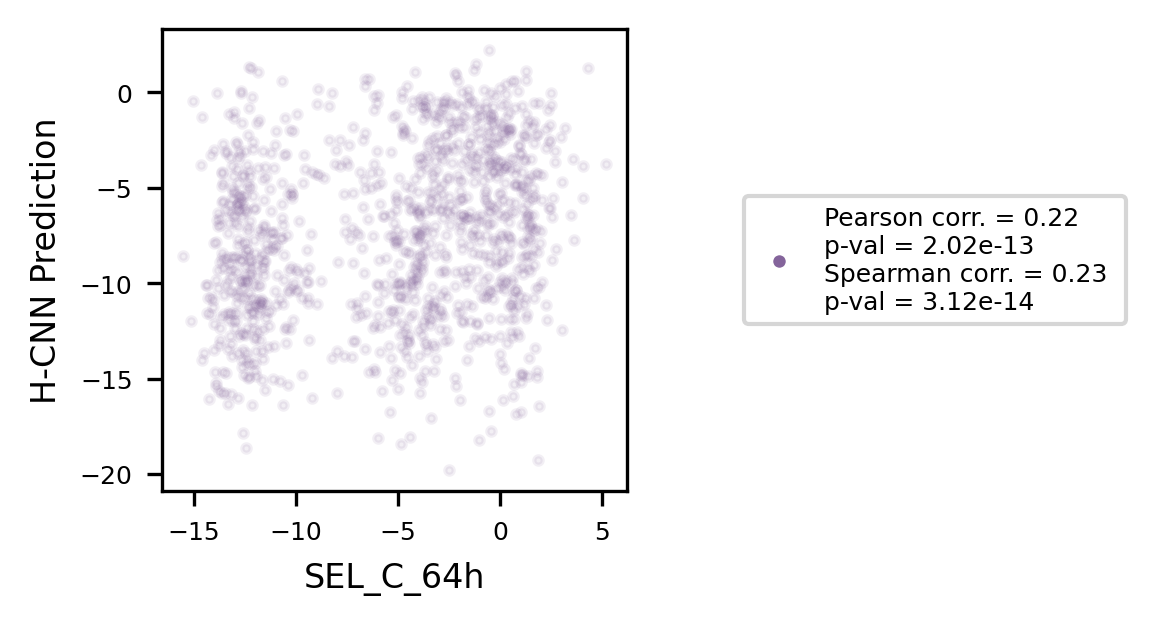 H-CNN Prediction
0
−5
−10
−15
−20
−15
−10
−5
0
5
SEL_C_64h
Pearson corr. = 0.22
p-val = 2.02e-13
Spearman corr. = 0.23
p-val = 3.12e-14